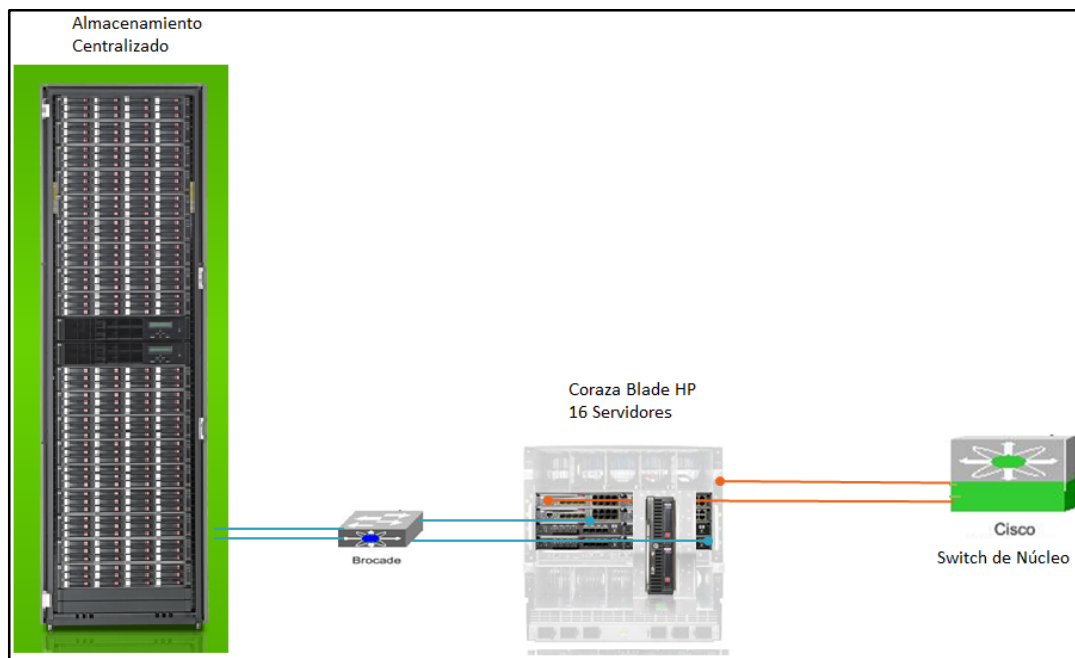 Almacenamiento
Centralizado
Coraza Blade HP
16 Servidores
Brocade
Cisco
Switch de Núcleo